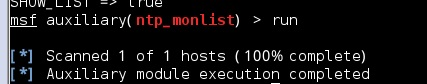 SHOW_LIST => true
msf auxiliary(ntp_monlist) > run
[*] Scanned 1 of 1 hosts (100% complete)
[*] Auxiliary module execution completed